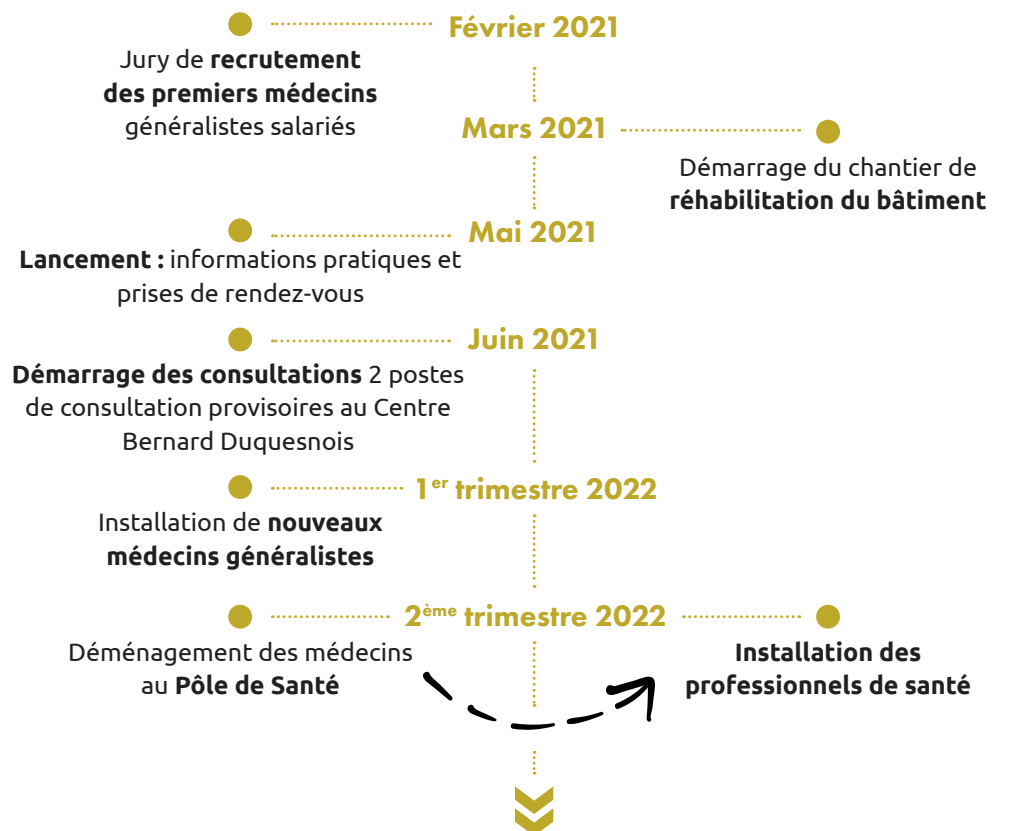 Février 2021
Jury de recrutement
des premiers médecins
généralistes salariés
Mars 2021
Démarrage du chantier de
réhabilitation du bâtiment
Mai 2021
Lancement : informations pratiques et
prises de rendez-vous
Juin 2021
Démarrage des consultations 2 postes
de consultation provisoires au Centre
Bernard Duquesnois
1er trimestre 2022
Installation de nouveaux
médecins généralistes
2ème trimestre 2022
Déménagement des médecins
au Pôle de Santé
Installation des
professionnels de santé